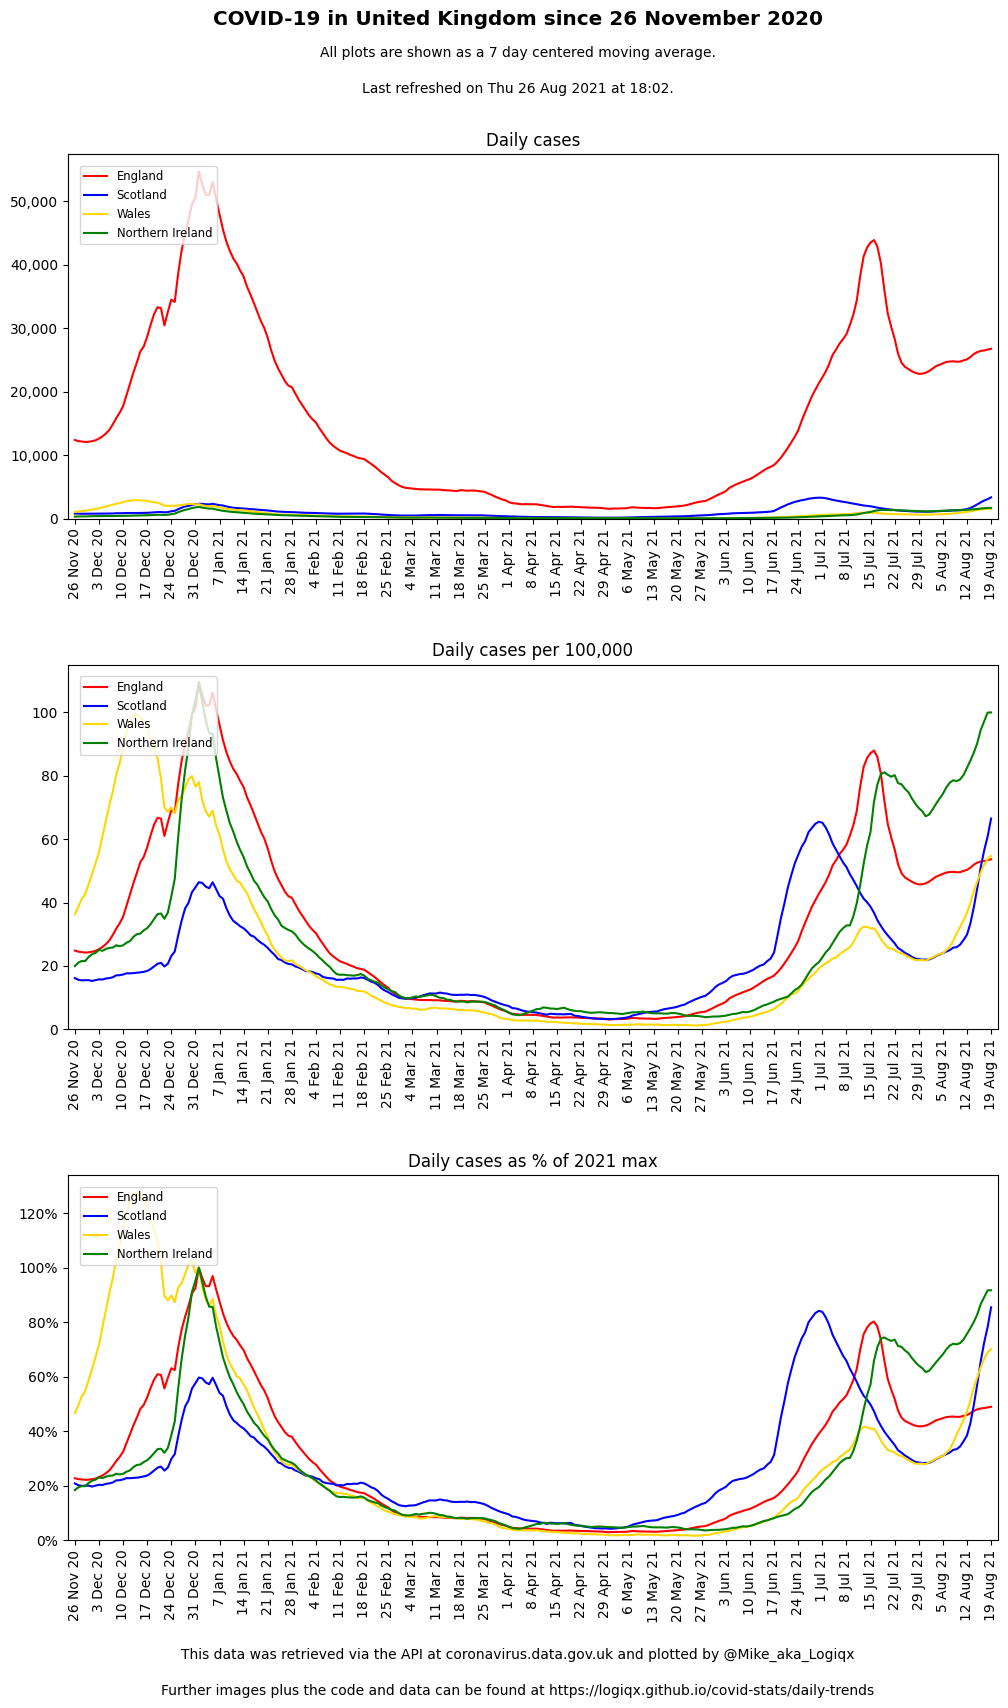 COVID-19 in United Kingdom since 26 November 2020
All plots are shown as a 7 day centered moving average.
Last refreshed on Thu 26 Aug 2021 at 18:02.
Daily cases
England
Scotland
Wales
Northern Ireland
50,000
40,000
30,000
20,000
10,000
0
26 Nov 20
3 Dec 20
10 Dec 20
17 Dec 20
24 Dec 20
31 Dec 20
7 Jan 21
14 Jan 21
21 Jan 21
28 Jan 21
4 Feb 21
11 Feb 21
18 Feb 21
25 Feb 21
4 Mar 21
11 Mar 21
18 Mar 21
25 Mar 21
1 Apr 21
8 Apr 21
15 Apr 21
22 Apr 21
29 Apr 21
6 May 21
13 May 21
20 May 21
27 May 21
3 Jun 21
10 Jun 21
17 Jun 21
24 Jun 21
1 Jul 21
8 Jul 21
15 Jul 21
22 Jul 21
29 Jul 21
5 Aug 21
12 Aug 21
19 Aug 21
Daily cases per 100,000
England
Scotland
Wales
Northern Ireland
100
80
60
40
20
0
26 Nov 20
3 Dec 20
10 Dec 20
17 Dec 20
24 Dec 20
31 Dec 20
7 Jan 21
14 Jan 21
21 Jan 21
28 Jan 21
4 Feb 21
11 Feb 21
18 Feb 21
25 Feb 21
4 Mar 21
11 Mar 21
18 Mar 21
25 Mar 21
1 Apr 21
8 Apr 21
15 Apr 21
22 Apr 21
29 Apr 21
6 May 21
13 May 21
20 May 21
27 May 21
3 Jun 21
10 Jun 21
17 Jun 21
24 Jun 21
1 Jul 21
8 Jul 21
15 Jul 21
22 Jul 21
29 Jul 21
5 Aug 21
12 Aug 21
19 Aug 21
Daily cases as % of 2021 max
England
Scotland
Wales
Northern Ireland
120%
100%
80%
60%
40%
20%
0%
26 Nov 20
3 Dec 20
10 Dec 20
17 Dec 20
24 Dec 20
31 Dec 20
7 Jan 21
14 Jan 21
21 Jan 21
28 Jan 21
4 Feb 21
11 Feb 21
18 Feb 21
25 Feb 21
4 Mar 21
11 Mar 21
18 Mar 21
25 Mar 21
1 Apr 21
8 Apr 21
15 Apr 21
22 Apr 21
29 Apr 21
6 May 21
13 May 21
20 May 21
27 May 21
3 Jun 21
10 Jun 21
17 Jun 21
24 Jun 21
1 Jul 21
8 Jul 21
15 Jul 21
22 Jul 21
29 Jul 21
5 Aug 21
12 Aug 21
19 Aug 21
This data was retrieved via the API at coronavirus.data.gov.uk and plotted by @Mike_aka_Logiqx
Further images plus the code and data can be found at https://logiqx.github.io/covid-stats/daily-trends